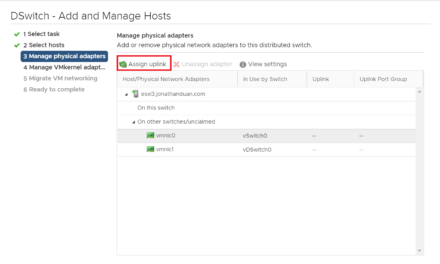 DSwitch - Add and Manage Hosts
1 Select task
2 Select hosts
3 Manage physical adapters
4 Manage VMkernel adapt...
5 Migrate VM networking
6 Ready to complete
Manage physical adapters
Add or remove physical network adapters to this distributed switch.
Assign uplink Unassign adapter View settings
Host/Physical Network Adapters In Use by Switch Uplink Uplink Port Group
esxi3.jonathanduan.com
On this switch
On other switches/unclaimed
vmnic0 vSwitch0 -- --
vmnic1 vDSwitch0 -- --